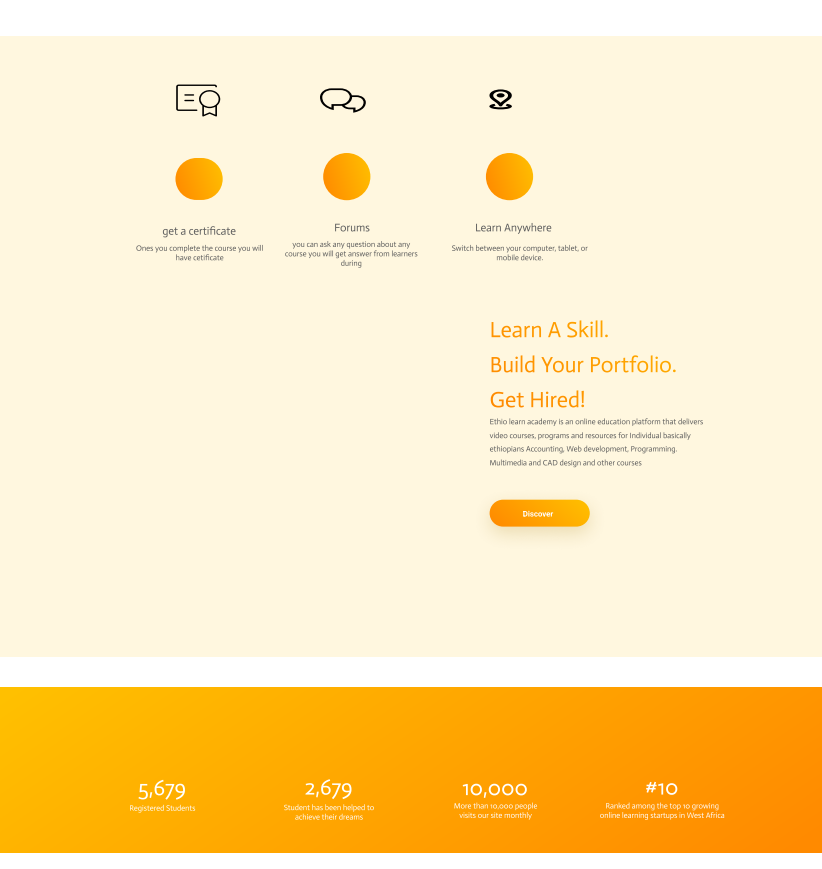 get a certificate
Ones you complete the course you will
have cetificate
Forums
you can ask any question about any
course you will get answer from learners
during
Learn Anywhere
Switch between your computer, tablet, or
mobile device.
Learn A Skill.
Build Your Portfolio.
Get Hired!
Ethio learn academy is an online education platform that delivers
video courses, programs and resources for Individual basically
ethiopians Accounting, Web development, Programming.
Multimedia and CAD design and other courses
Discover
5,679
Registered Students
2,679
Student has been helped to
achieve their dreams
10,000
More than 10,000 people
visits our site monthly
#10
Ranked among the top 10 growing
online learning startups in West Africa